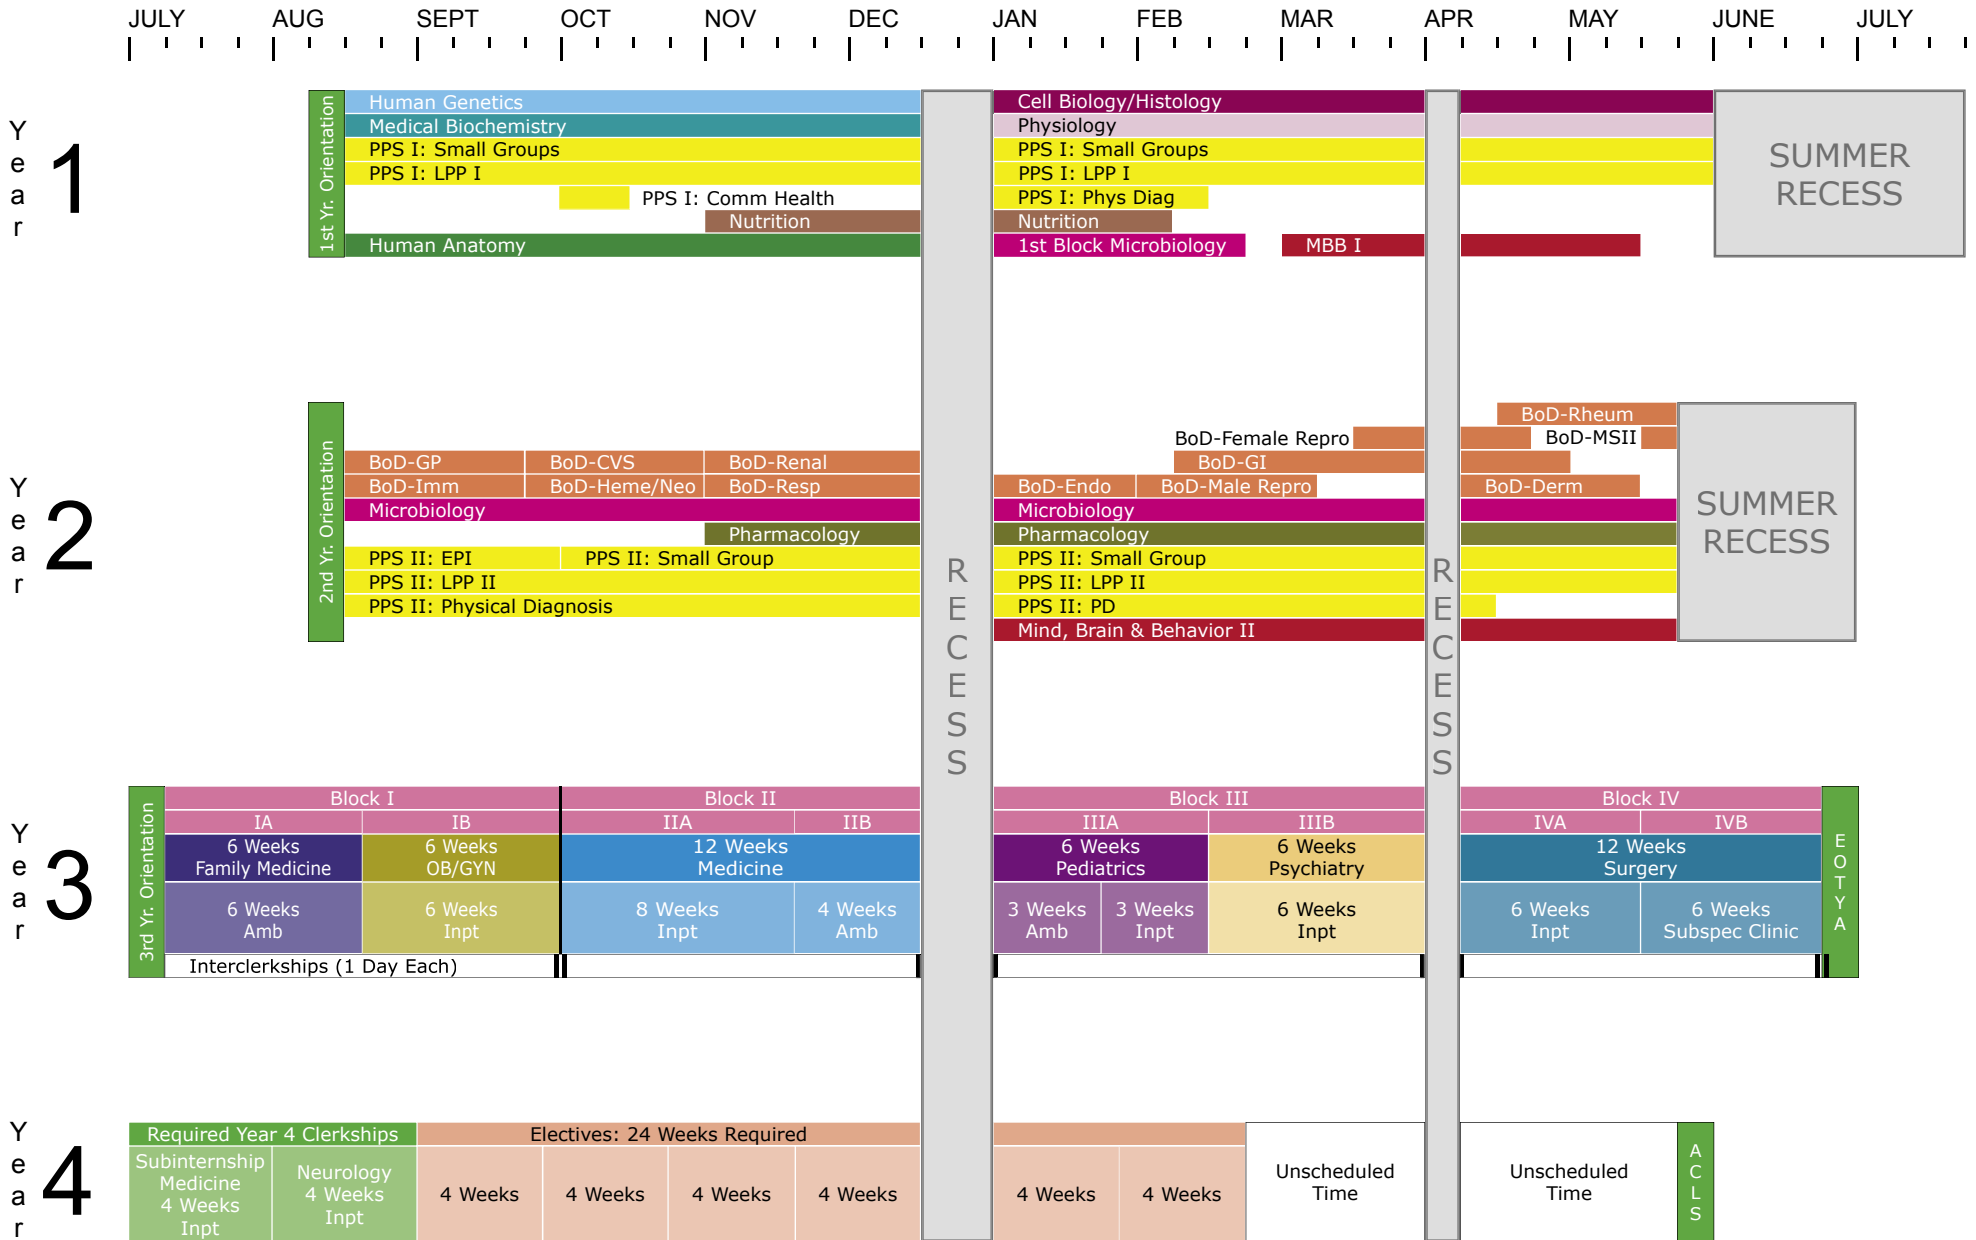 JULY AUG SEPT OCT NOV DEC JAN FEB MAR APR MAY JUNE JULY
Year 1
1st Yr. Orientation
Human Genetics
Cell Biology/Histology
Medical Biochemistry
Physiology
PPS I: Small Groups
PPS I: Small Groups
PPS I: LPP I
PPS I: LPP I
PPS I: Comm Health
PPS I: Phys Diag
Nutrition
Nutrition
Human Anatomy
1st Block Microbiology
MBB I
SUMMER
RECESS
Year 2
2nd Yr. Orientation
BoD-Rheum
BoD-Female Repro
BoD-MSII
BoD-GP
BoD-CVS
BoD-Renal
BoD-GI
BoD-Imm
BoD-Heme/Neo
BoD-Resp
BoD-Endo
BoD-Male Repro
BoD-Derm
Microbiology
Microbiology
Pharmacology
Pharmacology
PPS II: EPI
PPS II: Small Group
PPS II: Small Group
PPS II: LPP II
PPS II: LPP II
PPS II: Physical Diagnosis
PPS II: PD
Mind, Brain & Behavior II
SUMMER
RECESS
RECESS
RECESS
Year 3
3rd Yr. Orientation
Block I
Block II
Block III
Block IV
IA
IB
IIA
IIB
IIIA
IIIB
IVA
IVB
6 Weeks
Family Medicine
6 Weeks
OB/GYN
12 Weeks
Medicine
6 Weeks
Pediatrics
6 Weeks
Psychiatry
12 Weeks
Surgery
6 Weeks
Amb
6 Weeks
Inpt
8 Weeks
Inpt
4 Weeks
Amb
3 Weeks
Amb
3 Weeks
Inpt
6 Weeks
Inpt
6 Weeks
Inpt
6 Weeks
Subspec Clinic
EOTYA
Interclerkships (1 Day Each)
Year 4
Required Year 4 Clerkships
Electives: 24 Weeks Required
Subinternship
Medicine
4 Weeks
Inpt
Neurology
4 Weeks
Inpt
4 Weeks
4 Weeks
4 Weeks
4 Weeks
4 Weeks
4 Weeks
Unscheduled
Time
Unscheduled
Time
ACLS